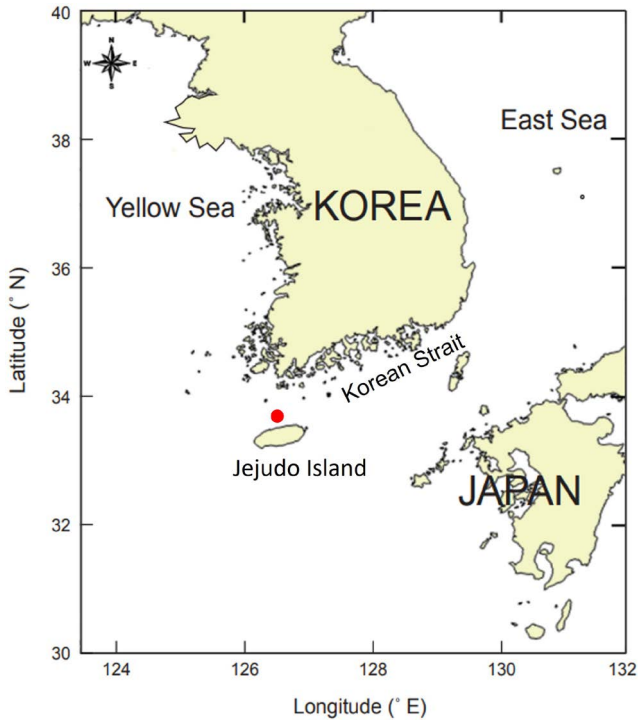 40
N
W E
S
38
36
34
32
30
Latitude (° N)
East Sea
Yellow Sea
KOREA
Korean Strait
Jejudo Island
JAPAN
124 126 128 130 132
Longitude (° E)